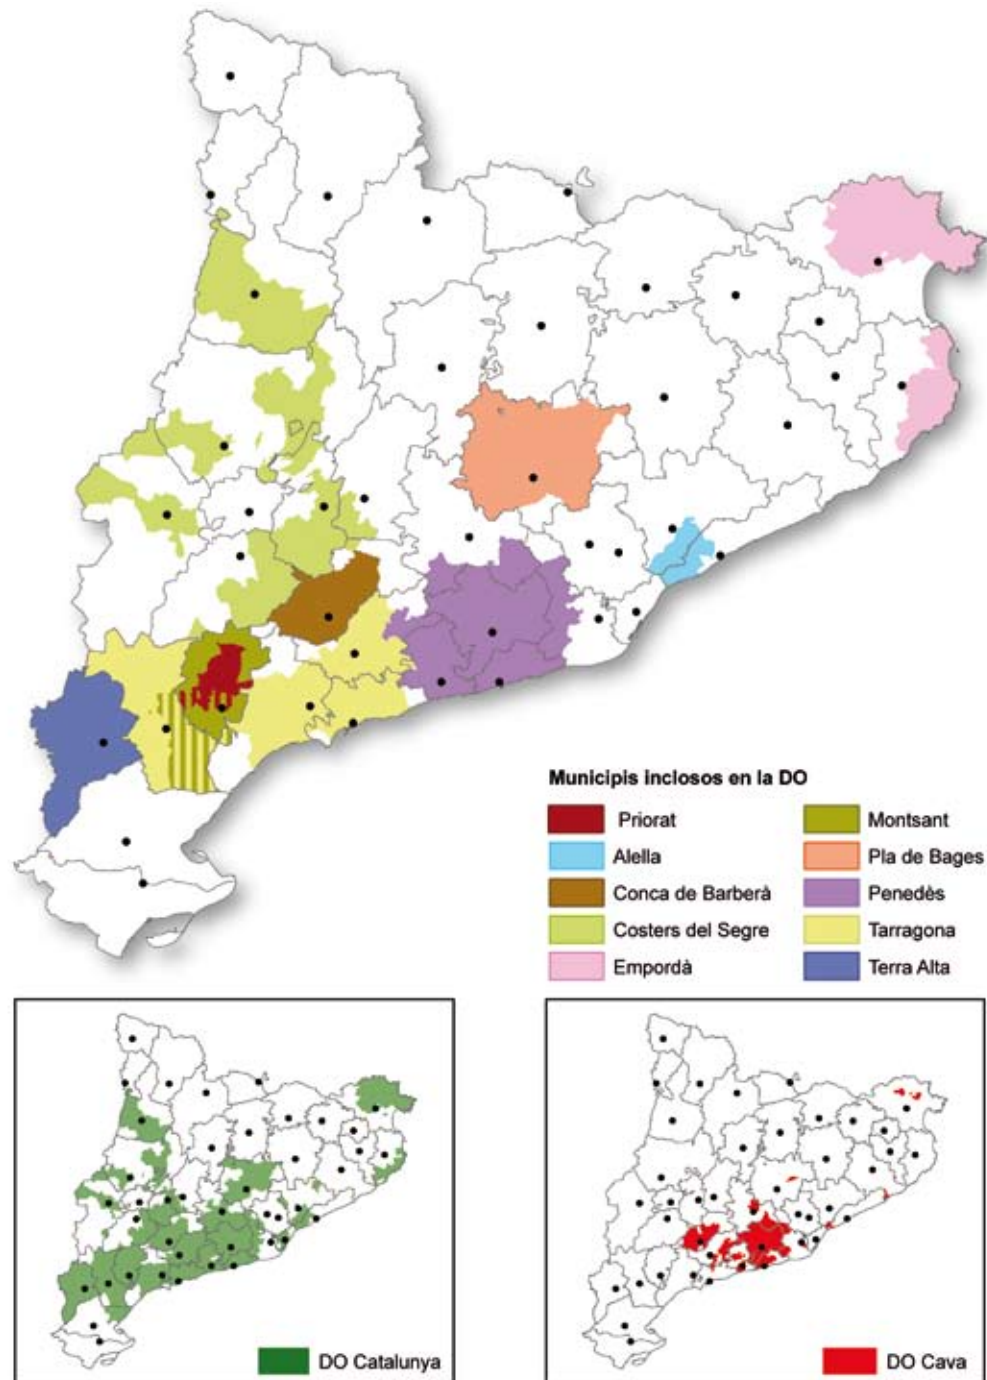 Municipis inclosos en la DO
Priorat
Montsant
Alella
Pla de Bages
Conca de Barberà
Penedès
Costers del Segre
Tarragona
Empordà
Terra Alta
DO Catalunya
DO Cava